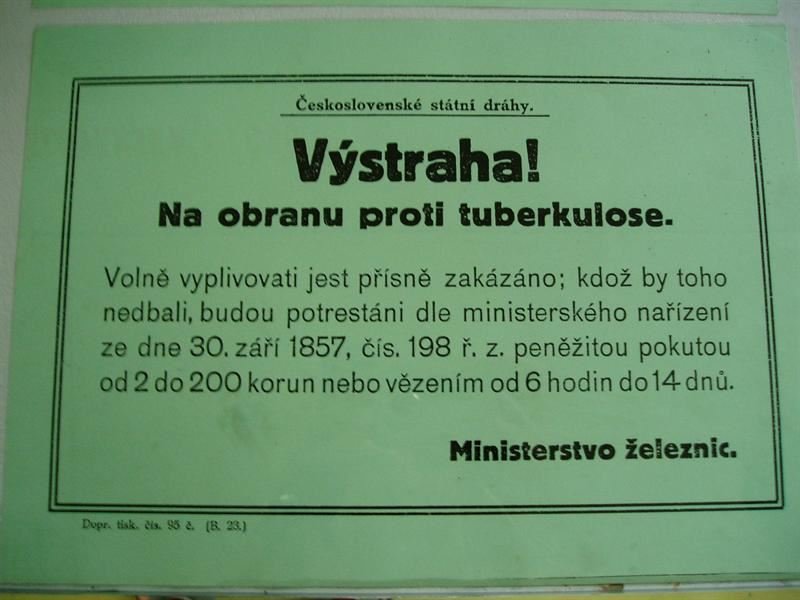 Československé státní dráhy.
Výstraha!
Na obranu proti tuberkulose.
Volně vyplivovati jest přísně zakázáno; kdož by toho
nedbali, budou potrestáni dle ministerského nařízení
ze dne 30. září 1857, čís. 198 ř. z. peněžitou pokutou
od 2 do 200 korun nebo vězením od 6 hodin do 14 dnů.
Ministerstvo železnic.
Dopr. tisk. čís. 95 č. (R. 23.)